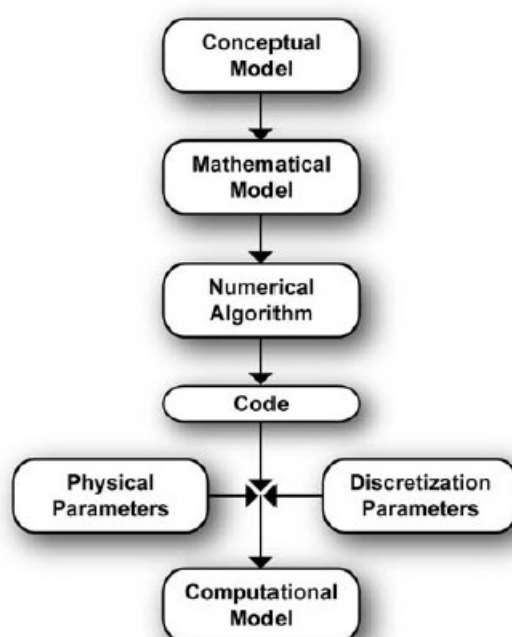 Conceptual
Model
Mathematical
Model
Numerical
Algorithm
Code
Physical
Parameters
Discretization
Parameters
Computational
Model